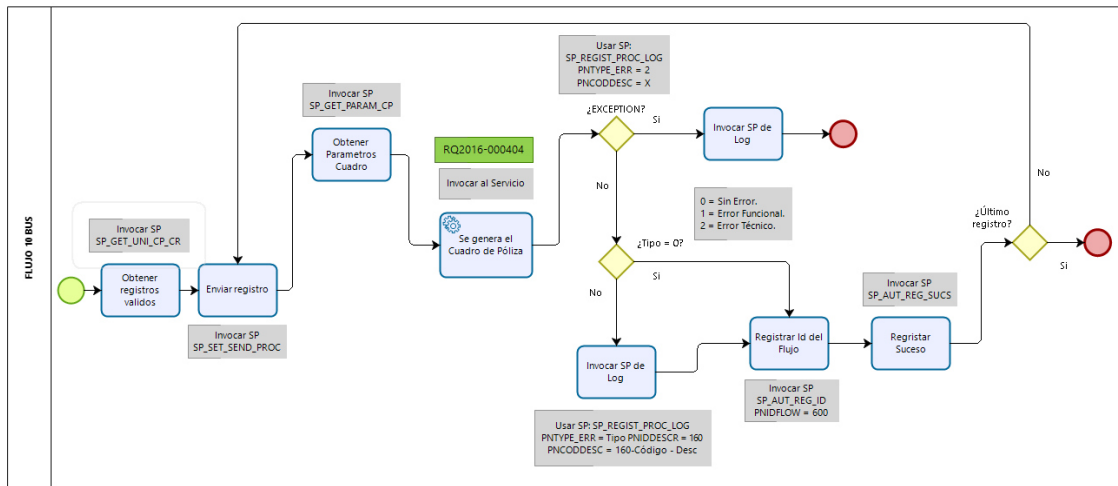 FLUJO 10 BUS
Invocar SP
SP_GET_UNI_CP_CR
Obtener
registros
validos
Enviar registro
Invocar SP
SP_SET_SEND_PROC
Invocar SP
SP_GET_PARAM_CP
Obtener
Parametros
Cuadro
RQ2016-000404
Invocar al Servicio
Se genera el
Cuadro de Póliza
Usar SP:
SP_REGIST_PROC_LOG
PNTYPE_ERR = 2
PNCODDESC = X
¿EXCEPTION?
Si
Invocar SP de
Log
No
0 = Sin Error.
1 = Error Funcional.
2 = Error Técnico.
¿Tipo = 0?
Si
No
Invocar SP de
Log
Usar SP: SP_REGIST_PROC_LOG
PNTYPE_ERR = Tipo PNIDDESCR = 160
PNCODDESC = 160-Código - Desc
Registrar Id del
Flujo
Invocar SP
SP_AUT_REG_ID
PNIDFLOW = 600
Invocar SP
SP_AUT_REG_SUCS
Regristar
Suceso
¿Último
registro?
No
Si